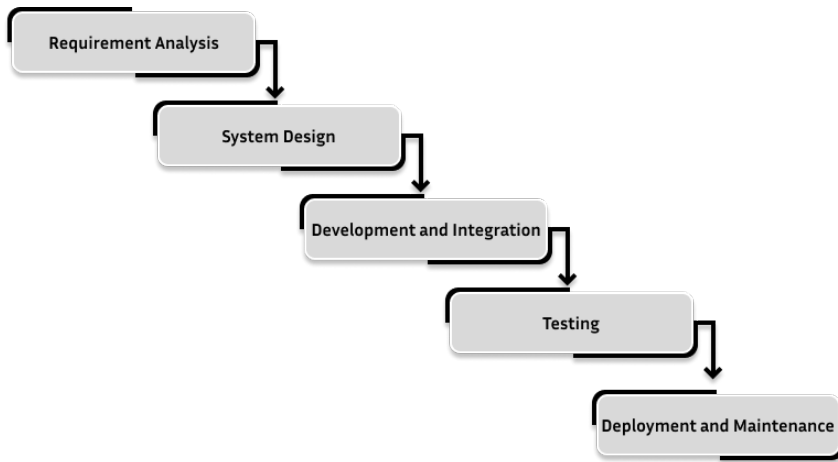 Requirement Analysis
System Design
Development and Integration
Testing
Deployment and Maintenance